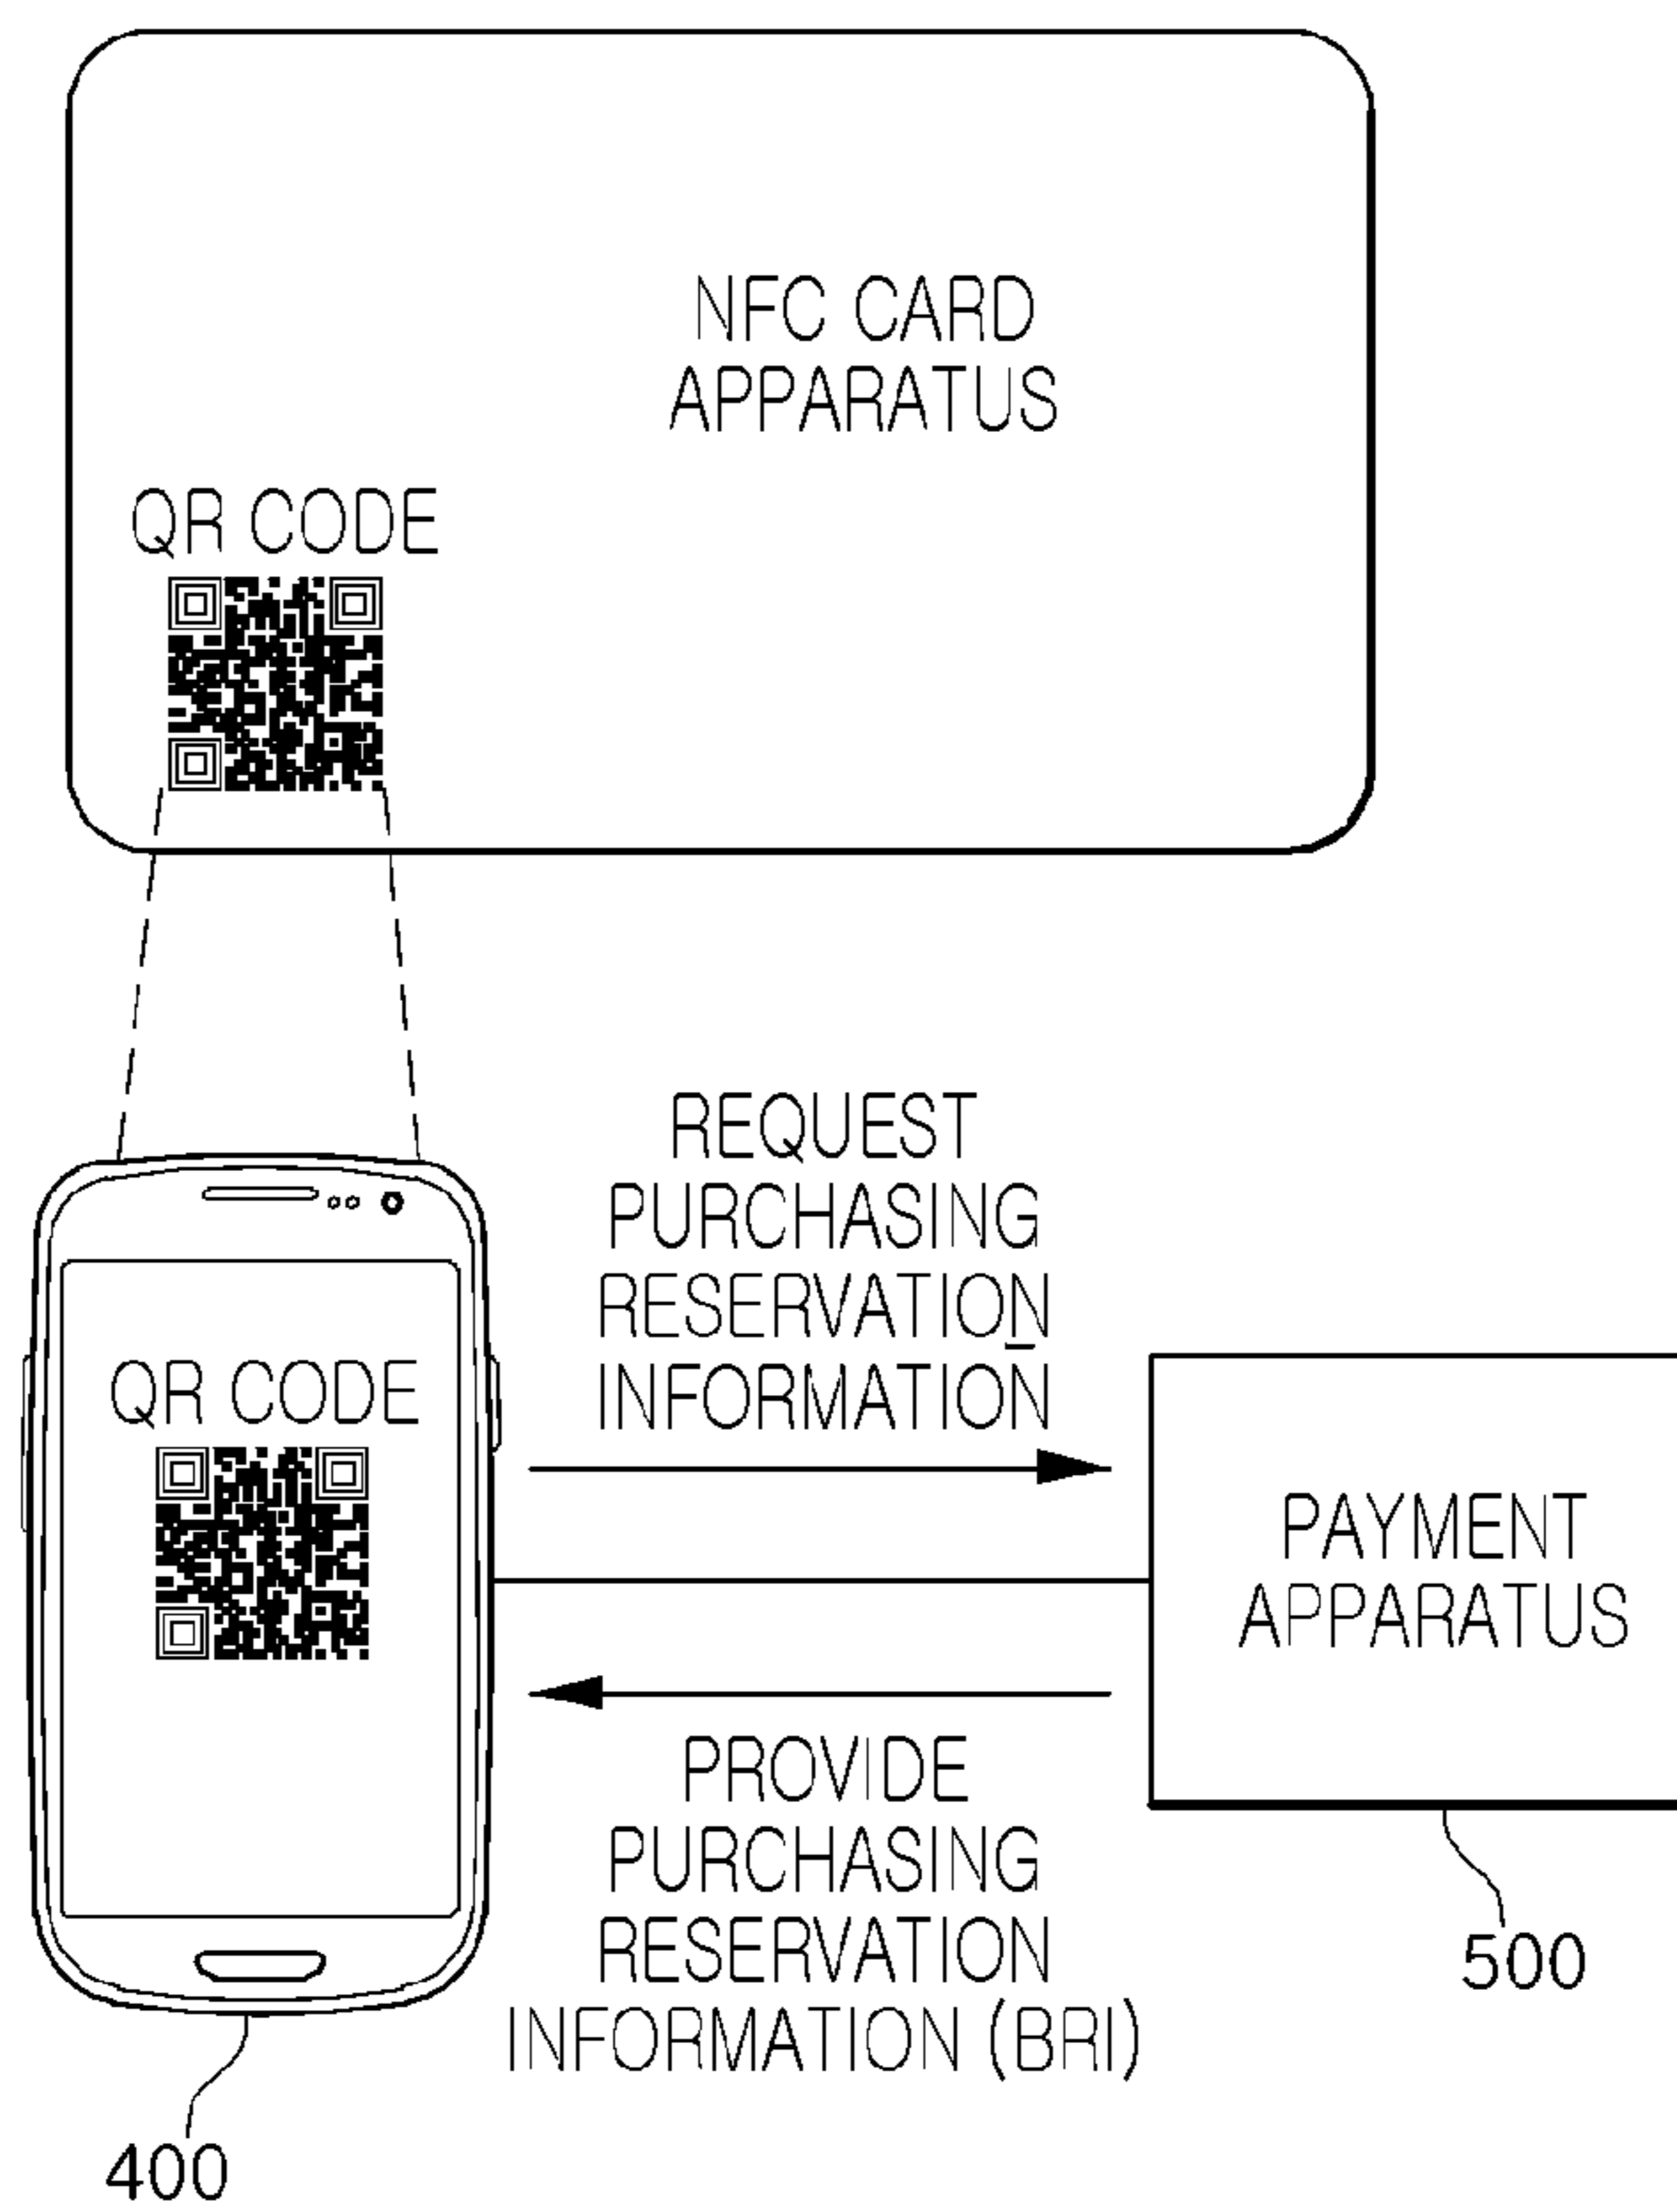 NFC CARD
APPARATUS
QR CODE
REQUEST
PURCHASING
RESERVATION
INFORMATION
QR CODE
PAYMENT
APPARATUS
PROVIDE
PURCHASING
RESERVATION
INFORMATION (BRI)
500
400